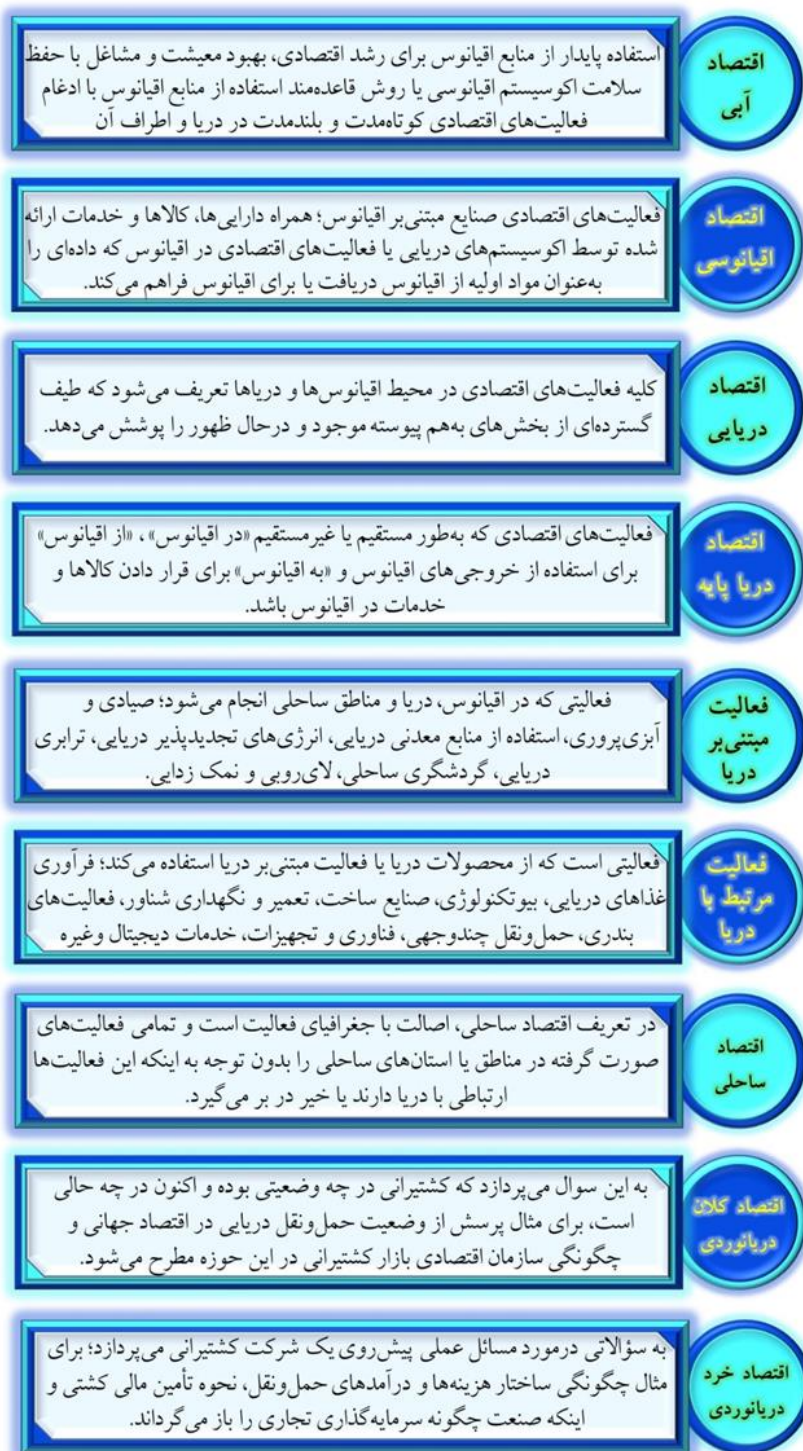 اقتصاد
آبی
استفاده پایدار از منابع اقیانوس برای رشد اقتصادی، بهبود معیشت و مشاغل با حفظ
سلامت اکوسیستم اقیانوسی یا روش قاعده‌مند استفاده از منابع اقیانوس با ادغام
فعالیت‌های اقتصادی کوتاه‌مدت و بلندمدت در دریا و اطراف آن
اقتصاد
اقیانوسی
فعالیت‌های اقتصادی صنایع مبتنی‌بر اقیانوس؛ همراه دارایی‌ها، کالاها و خدمات ارائه
شده توسط اکوسیستم‌های دریایی یا فعالیت‌های اقتصادی در اقیانوس که داده‌ای را
به‌عنوان مواد اولیه از اقیانوس دریافت یا برای اقیانوس فراهم می‌کند.
اقتصاد
دریایی
کلیه فعالیت‌های اقتصادی در محیط اقیانوس‌ها و دریاها تعریف می‌شود که طیف
گسترده‌ای از بخش‌های به‌هم پیوسته موجود و درحال ظهور را پوشش می‌دهد.
اقتصاد
دریا پایه
فعالیت‌های اقتصادی که به‌طور مستقیم یا غیرمستقیم «در اقیانوس» ، «از اقیانوس»
برای استفاده از خروجی‌های اقیانوس و «به اقیانوس» برای قرار دادن کالاها و
خدمات در اقیانوس باشد.
فعالیت
مبتنی‌بر
دریا
فعالیتی که در اقیانوس، دریا و مناطق ساحلی انجام می‌شود؛ صیادی و
آبزی‌پروری، استفاده از منابع معدنی دریایی، انرژی‌های تجدیدپذیر دریایی، ترابری
دریایی، گردشگری ساحلی، لای‌روبی و نمک زدایی.
فعالیت
مرتبط با
دریا
فعالیتی است که از محصولات دریا یا فعالیت مبتنی‌بر دریا استفاده می‌کند؛ فرآوری
غذاهای دریایی، بیوتکنولوژی، صنایع ساخت، تعمیر و نگهداری شناور، فعالیت‌های
بندری، حمل‌ونقل چندوجهی، فناوری و تجهیزات، خدمات دیجیتال وغیره
اقتصاد
ساحلی
در تعریف اقتصاد ساحلی، اصالت با جغرافیای فعالیت است و تمامی فعالیت‌های
صورت گرفته در مناطق یا استان‌های ساحلی را بدون توجه به اینکه این فعالیت‌ها
ارتباطی با دریا دارند یا خیر در بر می‌گیرد.
اقتصاد کلان
دریانوردی
به این سوال می‌پردازد که کشتیرانی در چه وضعیتی بوده و اکنون در چه حالی
است، برای مثال پرسش از وضعیت حمل‌ونقل دریایی در اقتصاد جهانی و
چگونگی سازمان اقتصادی بازار کشتیرانی در این حوزه مطرح می‌شود.
اقتصاد خرد
دریانوردی
به سؤالاتی درمورد مسائل عملی پیش‌روی یک شرکت کشتیرانی می‌پردازد؛ برای
مثال چگونگی ساختار هزینه‌ها و درآمدهای حمل‌ونقل، نحوه تأمین مالی کشتی و
اینکه صنعت چگونه سرمایه‌گذاری تجاری را باز می‌گرداند.